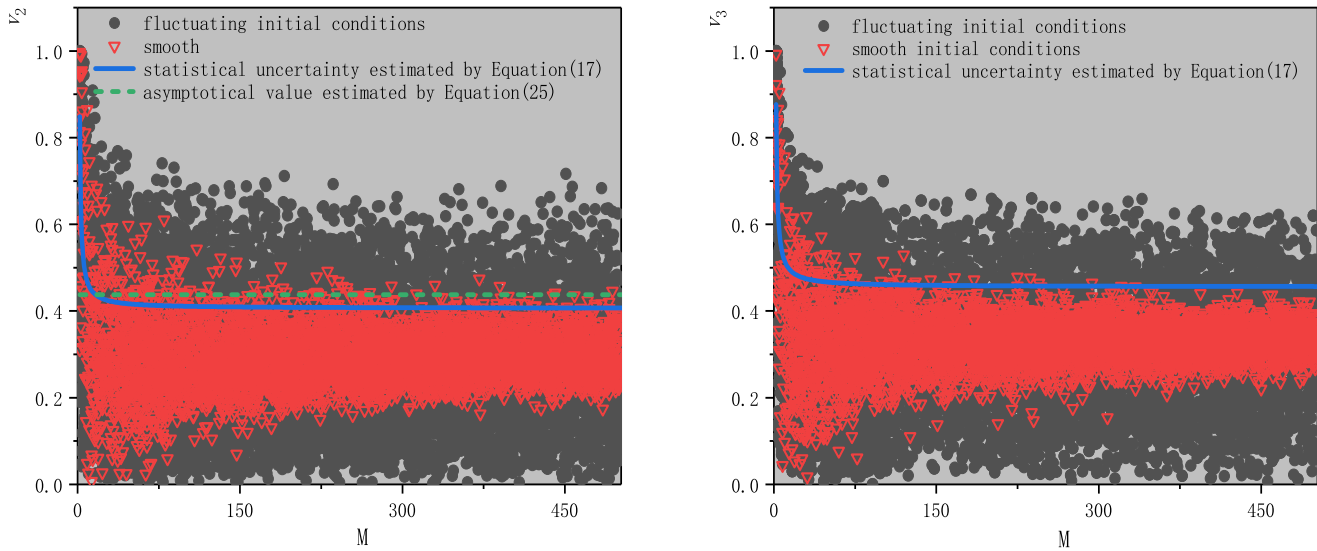 v2
1.0
0.8
0.6
0.4
0.2
0.0
0
150
300
450
M
fluctuating initial conditions
smooth
statistical uncertainty estimated by Equation(17)
asymptotical value estimated by Equation(25)
v3
1.0
0.8
0.6
0.4
0.2
0.0
0
150
300
450
M
fluctuating initial conditions
smooth initial conditions
statistical uncertainty estimated by Equation(17)